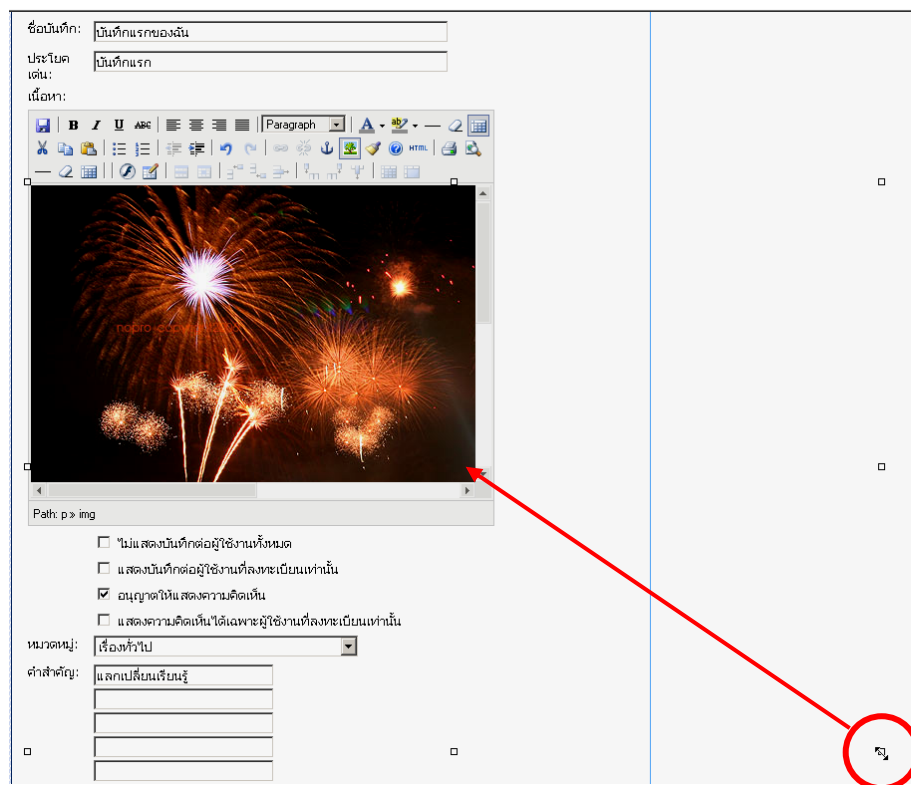 ชื่อบันทึก: บันทึกแรกของฉัน
ประโยค
เด่น: บันทึกแรก
เนื้อหา:
B I U ABC Paragraph A ab
HTML
Path: p » img
ไม่แสดงบันทึกต่อผู้ใช้งานทั้งหมด
แสดงบันทึกต่อผู้ใช้งานที่ลงทะเบียนเท่านั้น
อนุญาตให้แสดงความคิดเห็น
แสดงความคิดเห็นได้เฉพาะผู้ใช้งานที่ลงทะเบียนเท่านั้น
หมวดหมู่: เรื่องทั่วไป
คำสำคัญ: แลกเปลี่ยนเรียนรู้